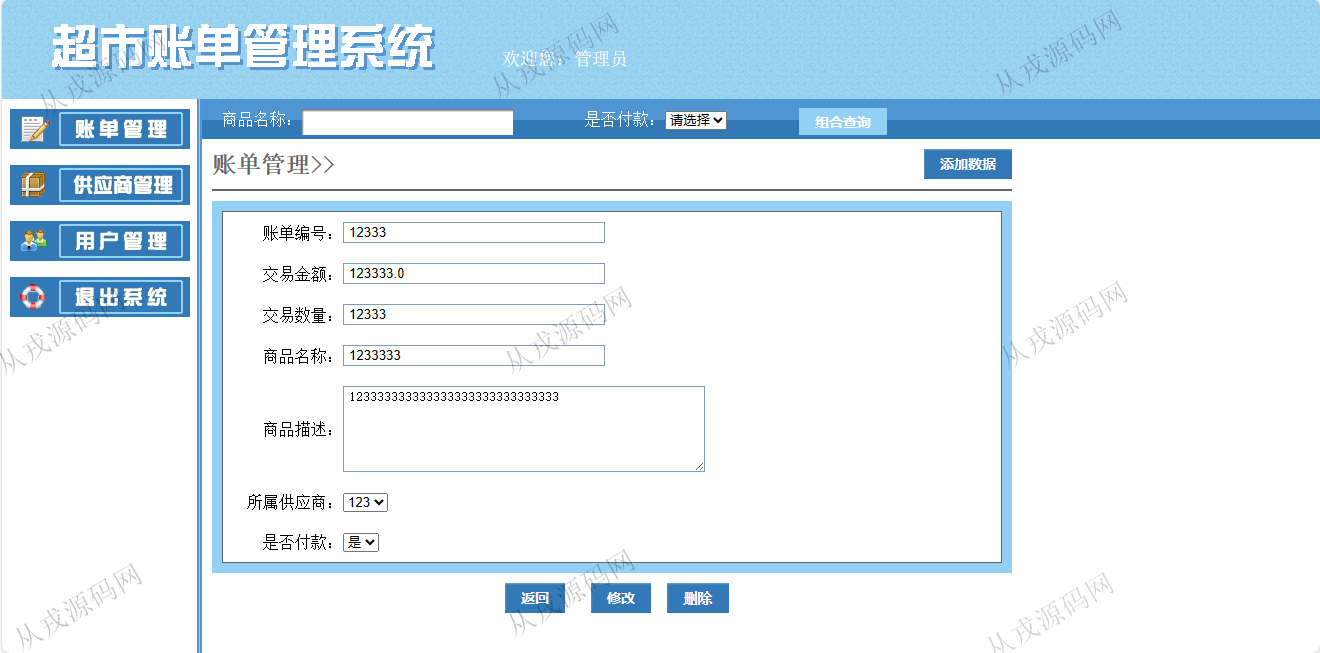 超市账单管理系统
欢迎您：管理员
账单管理
供应商管理
用户管理
退出系统
商品名称： 是否付款： 请选择 组合查询
账单管理>> 添加数据
账单编号： 12333
交易金额： 123333.0
交易数量： 12333
商品名称： 1233333
商品描述： 12333333333333333333333333333
所属供应商： 123
是否付款： 是
返回 修改 删除
从戎源码网
从戎源码网
从戎源码网
从戎源码网
从戎源码网
从戎源码网
从戎源码网
从戎源码网
从戎源码网